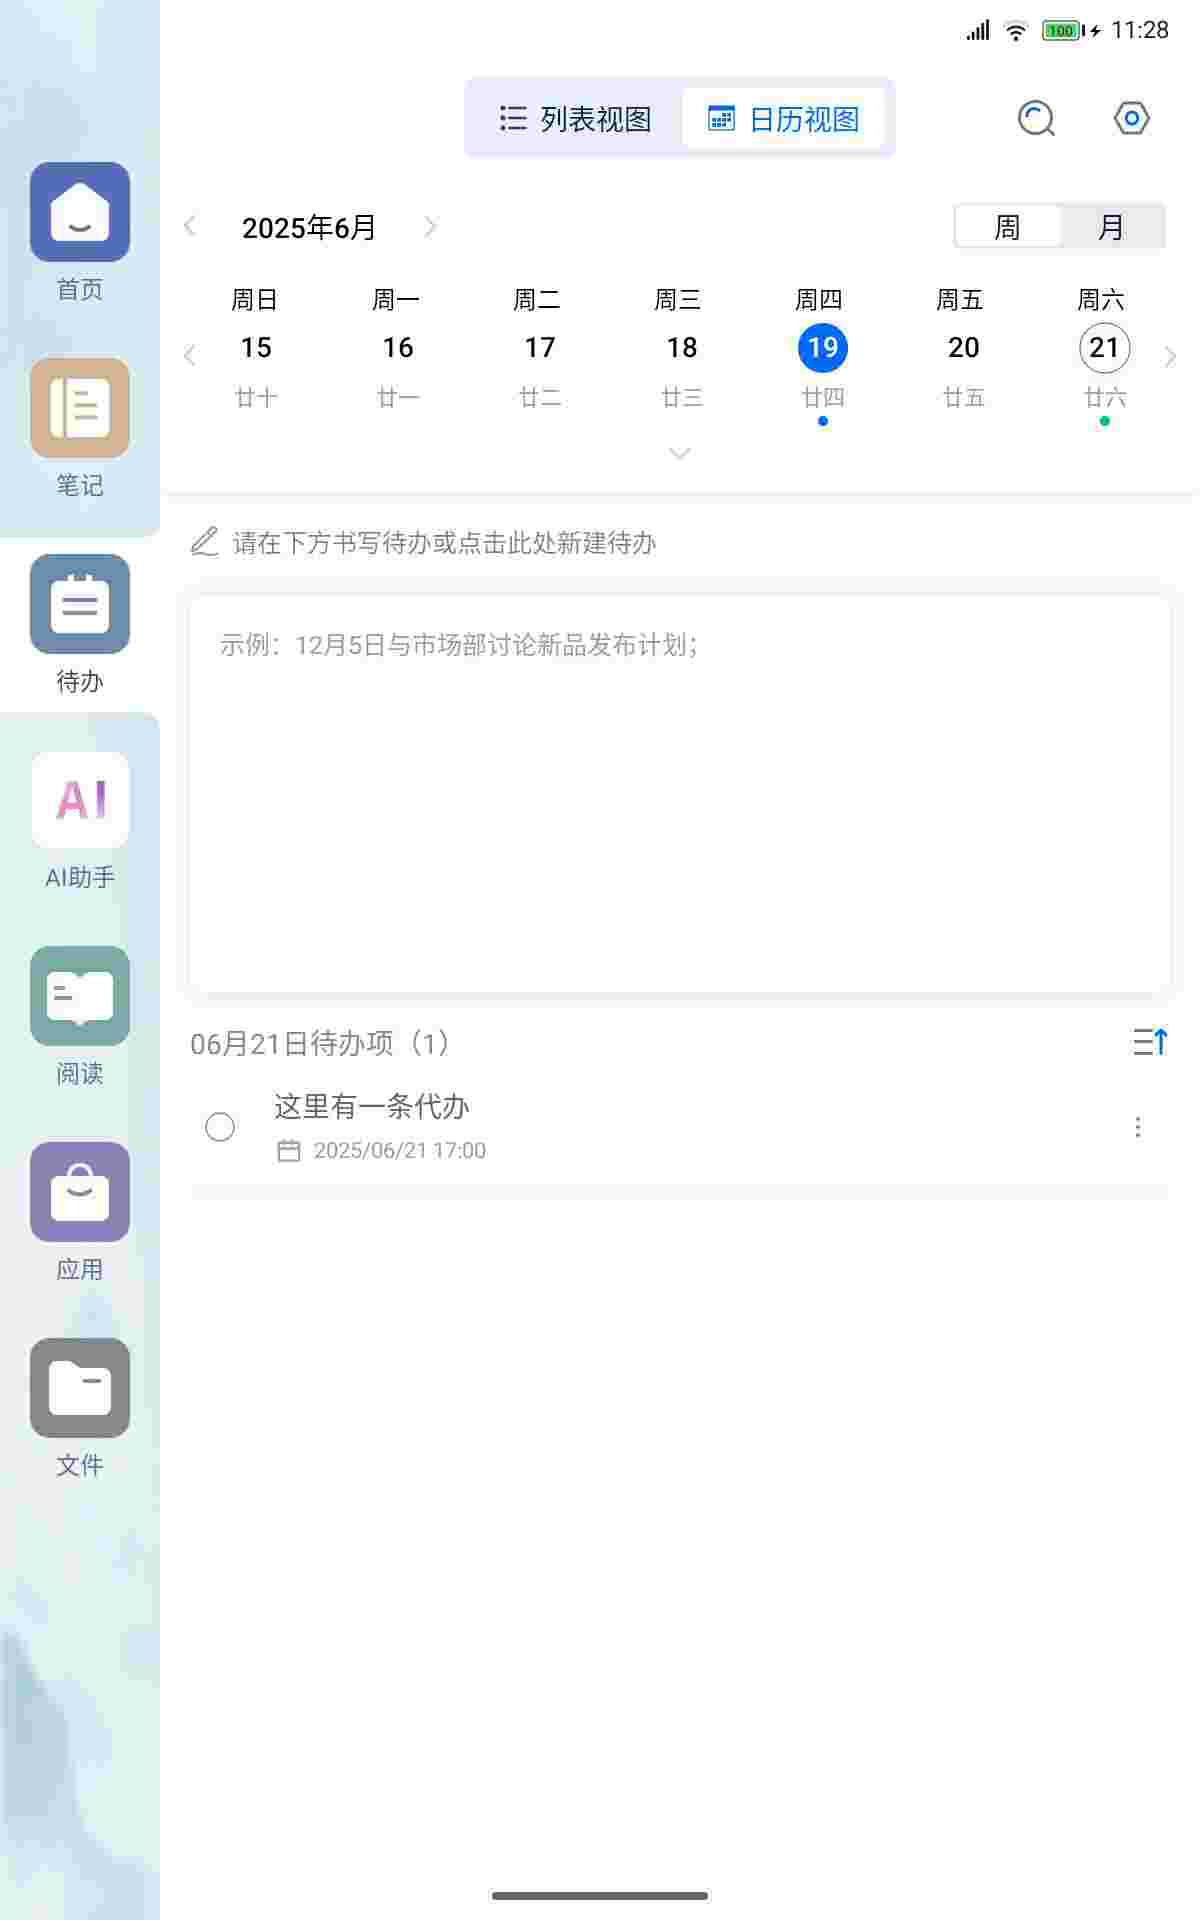 100 11:28
列表视图 日历视图
2025年6月 周 月
周日 周一 周二 周三 周四 周五 周六
15 16 17 18 19 20 21
廿十 廿一 廿二 廿三 廿四 廿五 廿六
请在下方书写待办或点击此处新建待办
示例：12月5日与市场部讨论新品发布计划；
06月21日待办项（1）
这里有一条代办
2025/06/21 17:00
首页
笔记
待办
AI
AI助手
阅读
应用
文件